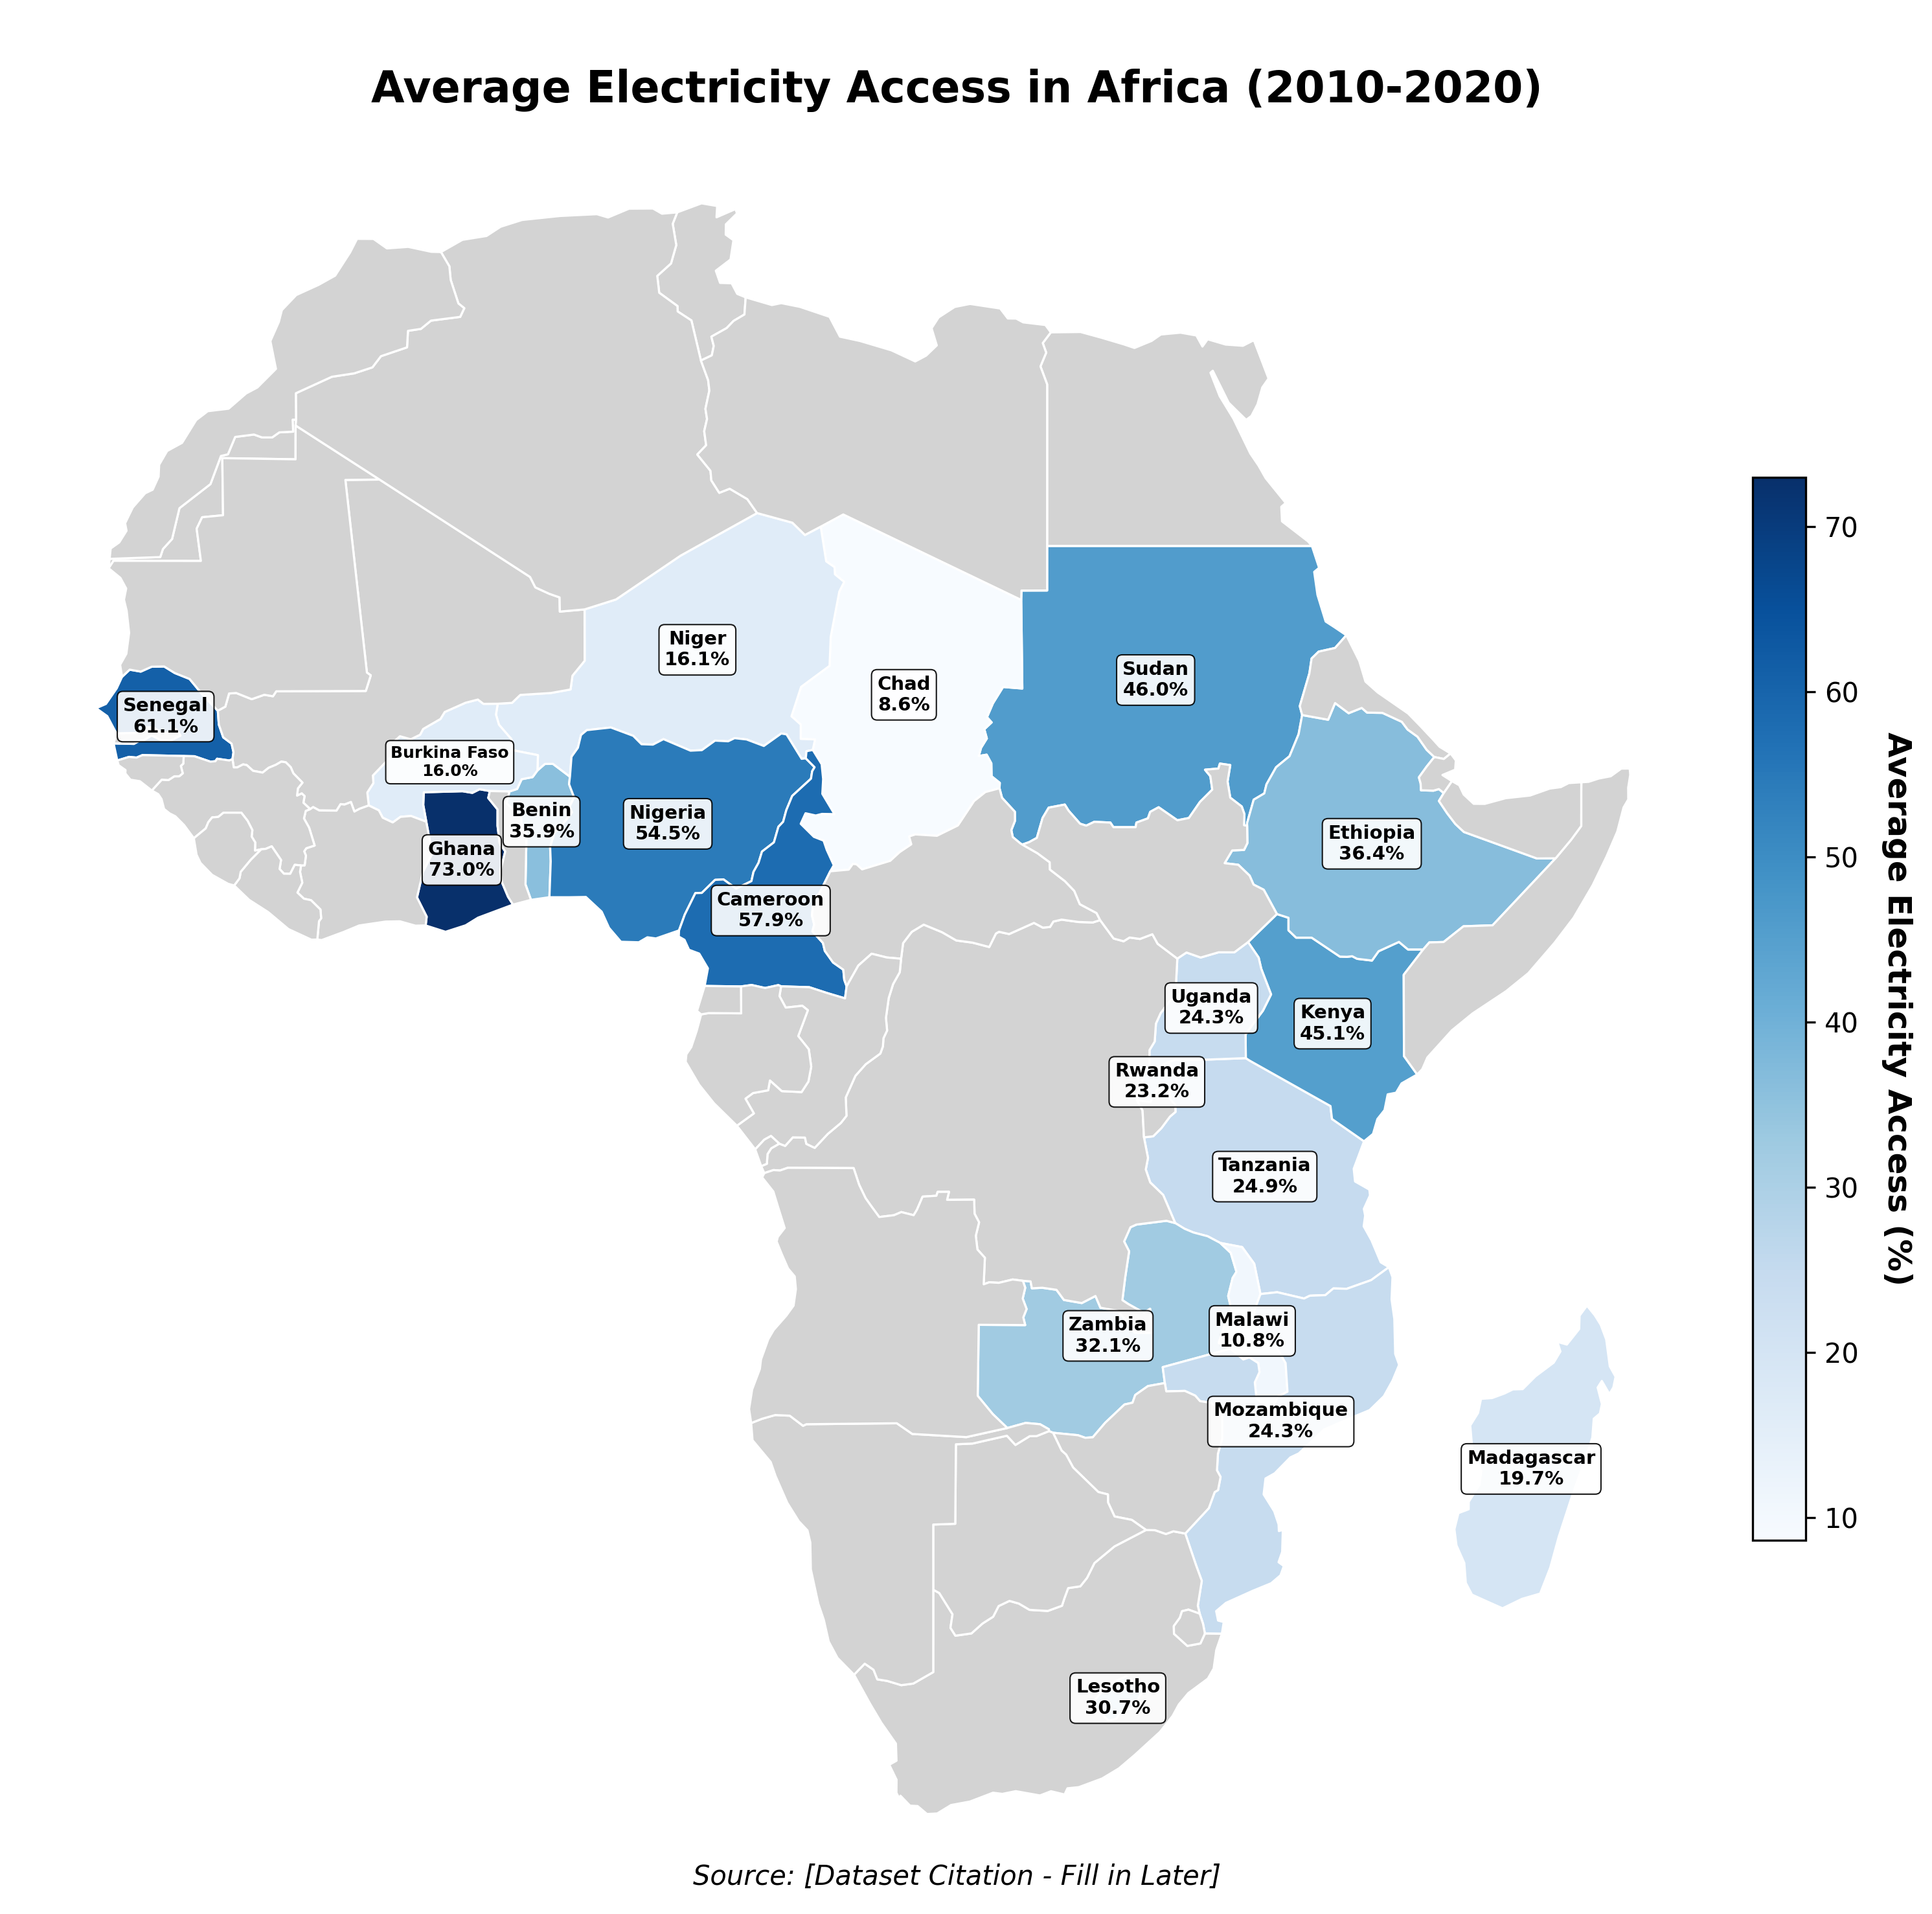 Average Electricity Access in Africa (2010-2020)
Niger
16.1%
Chad
8.6%
Sudan
46.0%
Senegal
61.1%
Burkina Faso
16.0%
Benin
35.9%
Nigeria
54.5%
Ghana
73.0%
Ethiopia
36.4%
Cameroon
57.9%
Uganda
24.3%
Kenya
45.1%
Rwanda
23.2%
Tanzania
24.9%
Zambia
32.1%
Malawi
10.8%
Mozambique
24.3%
Madagascar
19.7%
Lesotho
30.7%
70
60
50
40
30
20
10
Average Electricity Access (%)
Source: [Dataset Citation - Fill in Later]